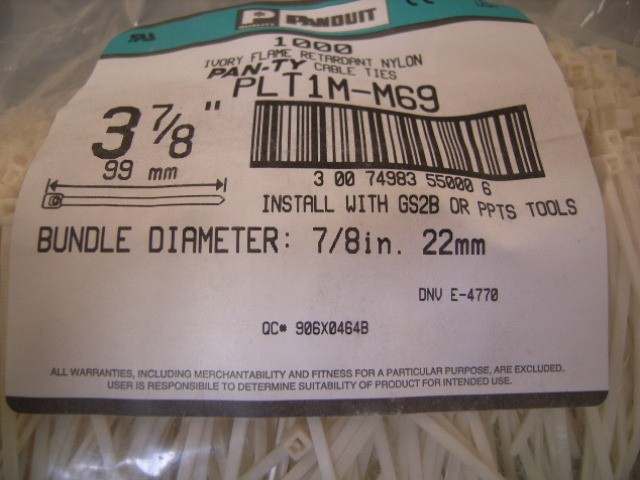 PANDUIT
1000
IVORY FLAME RETARDANT NYLON
PAN-TY CABLE TIES
PLT1M-M69
3 7/8"
99 mm
3 00 74983 55000 6
INSTALL WITH GS2B OR PPTS TOOLS
BUNDLE DIAMETER: 7/8in. 22mm
DNV E-4770
QC# 906X0464B
ALL WARRANTIES, INCLUDING MERCHANTABILITY AND FITNESS FOR A PARTICULAR PURPOSE, ARE EXCLUDED.
USER IS RESPONSIBLE TO DETERMINE SUITABILITY OF PRODUCT FOR INTENDED USE.